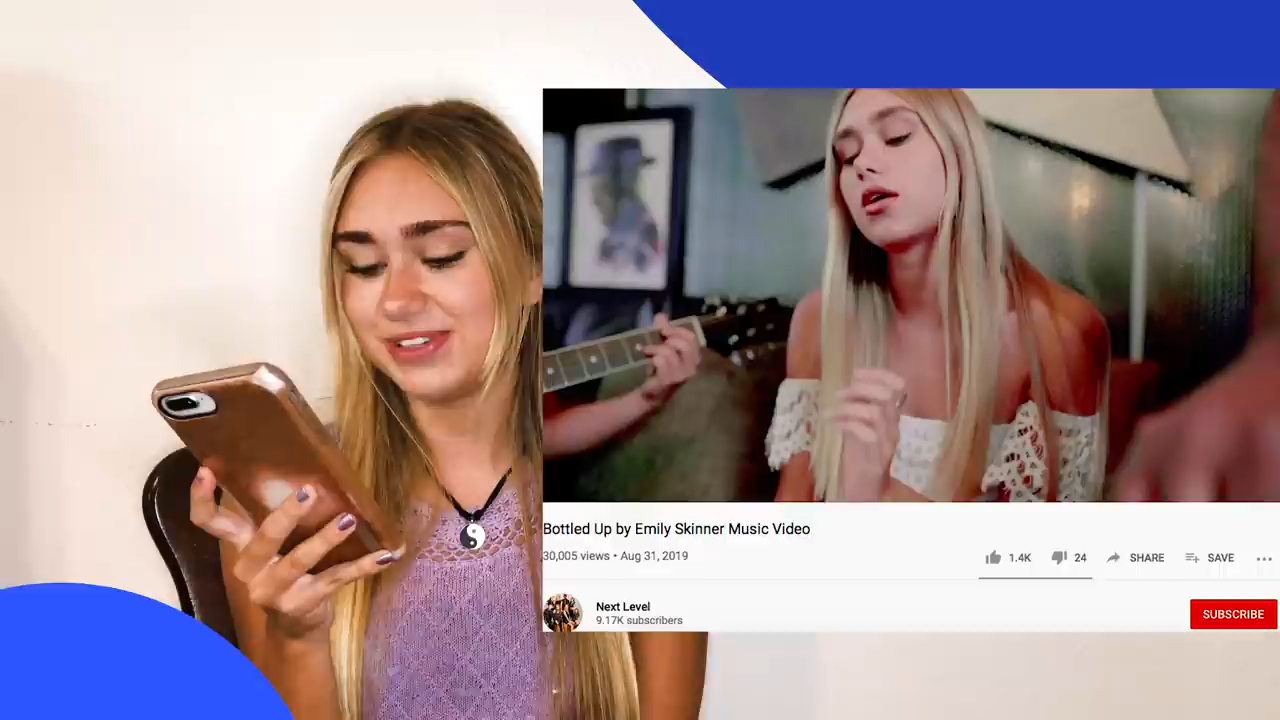 Bottled Up by Emily Skinner Music Video
30,005 views • Aug 31, 2019
1.4K 24 SHARE SAVE
Next Level
9.17K subscribers
SUBSCRIBE